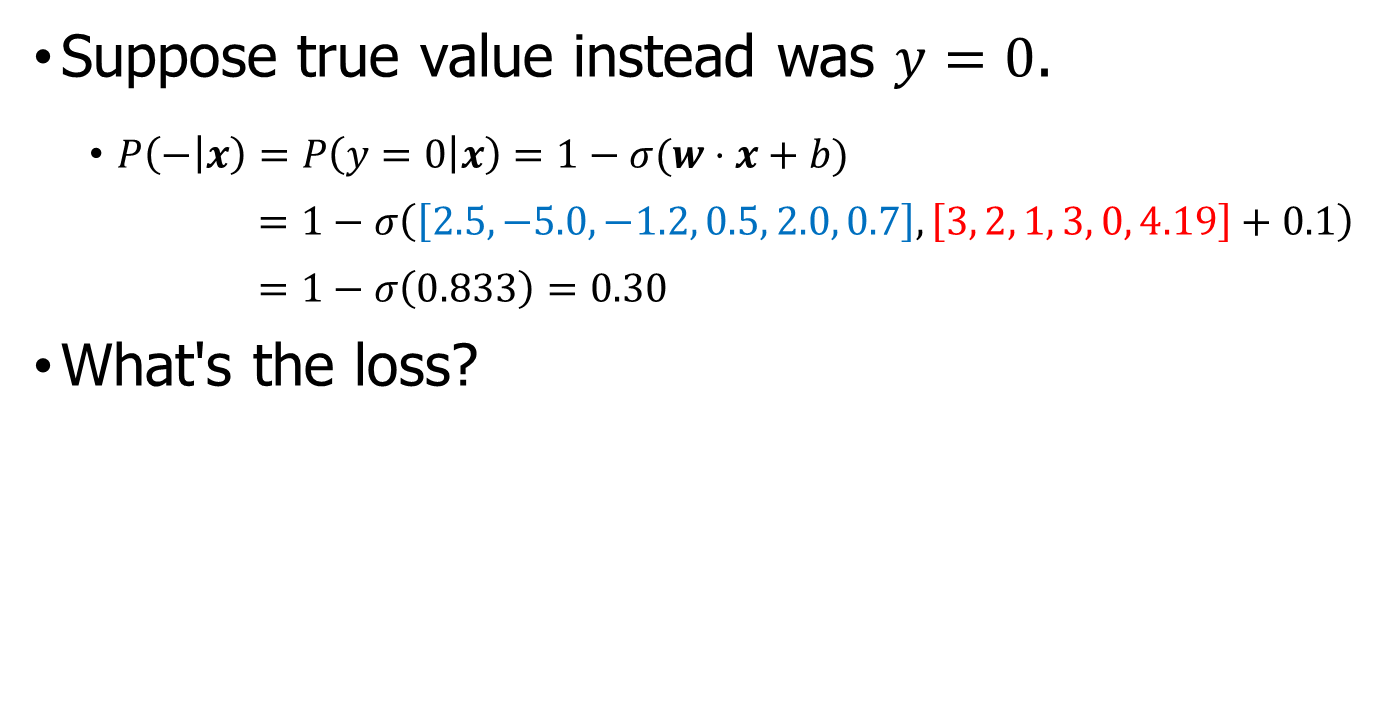 • Suppose true value instead was 𝑦 = 0.
• 𝑃(−|𝒙) = 𝑃(𝑦 = 0|𝒙) = 1 − 𝜎(𝒘 · 𝒙 + 𝑏)
= 1 − 𝜎([2.5, −5.0, −1.2, 0.5, 2.0, 0.7], [3, 2, 1, 3, 0, 4.19] + 0.1)
= 1 − 𝜎(0.833) = 0.30
• What's the loss?